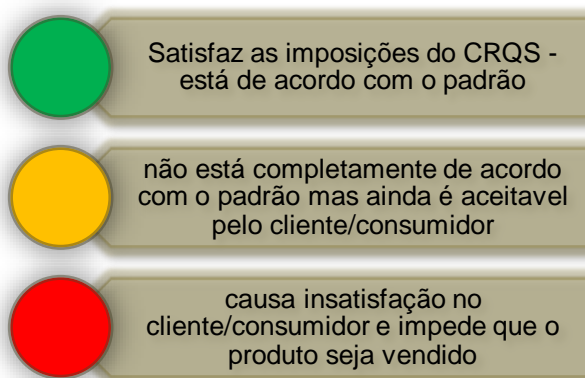 Satisfaz as imposições do CRQS -
está de acordo com o padrão
não está completamente de acordo
com o padrão mas ainda é aceitavel
pelo cliente/consumidor
causa insatisfação no
cliente/consumidor e impede que o
produto seja vendido